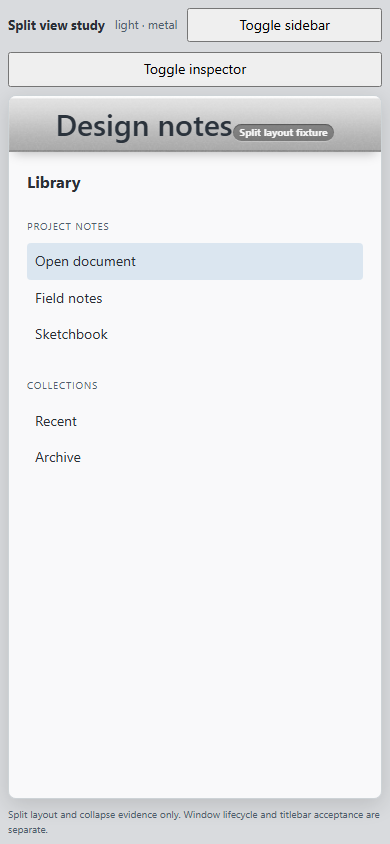 Split view study light · metal Toggle sidebar
Toggle inspector
Design notes Split layout fixture
Library
PROJECT NOTES
Open document
Field notes
Sketchbook
COLLECTIONS
Recent
Archive
Split layout and collapse evidence only. Window lifecycle and titlebar acceptance are
separate.